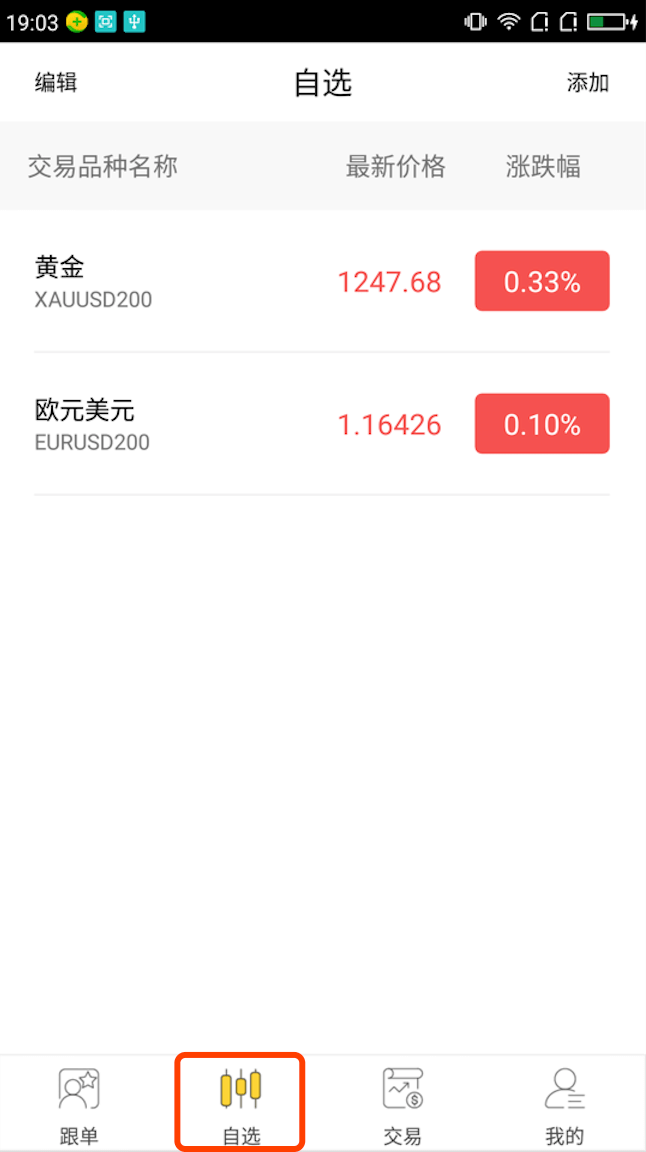 19:03
编辑 自选 添加
交易品种名称 最新价格 涨跌幅
黄金
XAUUSD200
1247.68 0.33%
欧元美元
EURUSD200
1.16426 0.10%
跟单 自选 交易 我的